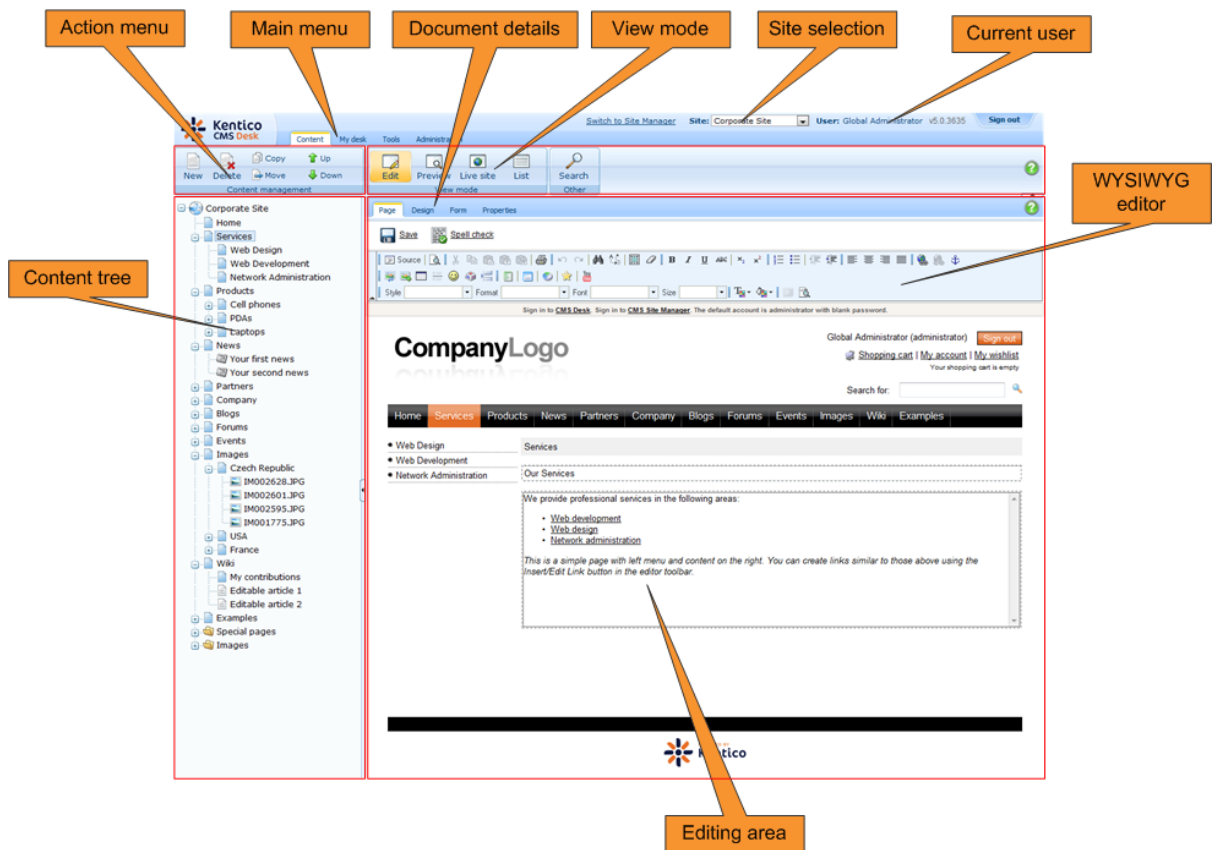 Action menu
Main menu
Document details
View mode
Site selection
Current user
Kentico
CMS Desk
Switch to Site Manager Site: Corporate Site User: Global Administrator v5.0.3635 Sign out
Content My desk Tools Administration
New Delete Copy Move Up Down
Content management
Edit Preview Live site List
View mode
Search
Other
WYSIWYG
editor
Content tree
Corporate Site
Home
Services
Web Design
Web Development
Network Administration
Products
Cell phones
PDAs
Laptops
News
Your first news
Your second news
Partners
Company
Blogs
Forums
Events
Images
Czech Republic
IM002628.JPG
IM002601.JPG
IM002595.JPG
IM001775.JPG
USA
France
Wiki
My contributions
Editable article 1
Editable article 2
Examples
Special pages
Images
Page Design Form Properties
Save Spell check
Source
Style Format Font Size
Sign in to CMS Desk. Sign in to CMS Site Manager. The default account is administrator with blank password.
CompanyLogo
Global Administrator (administrator) Sign out
Shopping cart | My account | My wishlist
Your shopping cart is empty
Search for:
Home Services Products News Partners Company Blogs Forums Events Images Wiki Examples
Web Design
Web Development
Network Administration
Services
Our Services
We provide professional services in the following areas:
Web development
Web design
Network administration
This is a simple page with left menu and content on the right. You can create links similar to those above using the
Insert/Edit Link button in the editor toolbar.
Kentico
Editing area